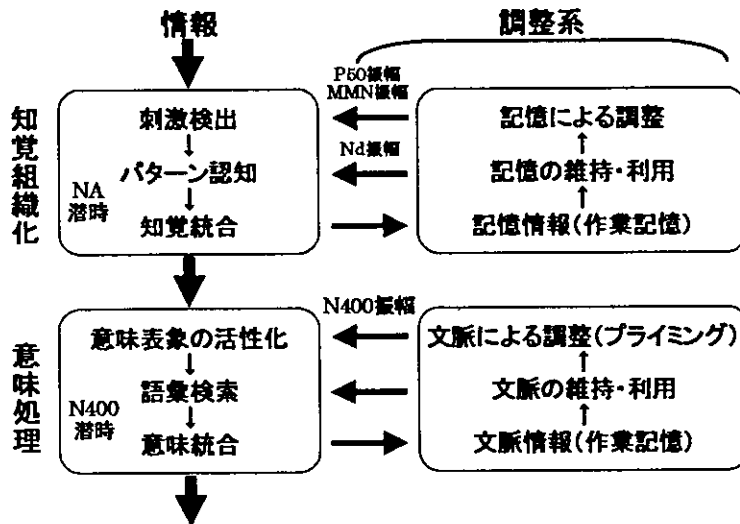 情報
調整系
P50振幅
MMN振幅
知覚組織化
刺激検出
↓
パターン認知
↓
知覚統合
NA
潜時
Nd振幅
記憶による調整
↑
記憶の維持・利用
↑
記憶情報(作業記憶)
意味処理
意味表象の活性化
↓
語彙検索
↓
意味統合
N400
潜時
N400振幅
文脈による調整(プライミング)
↑
文脈の維持・利用
↑
文脈情報(作業記憶)